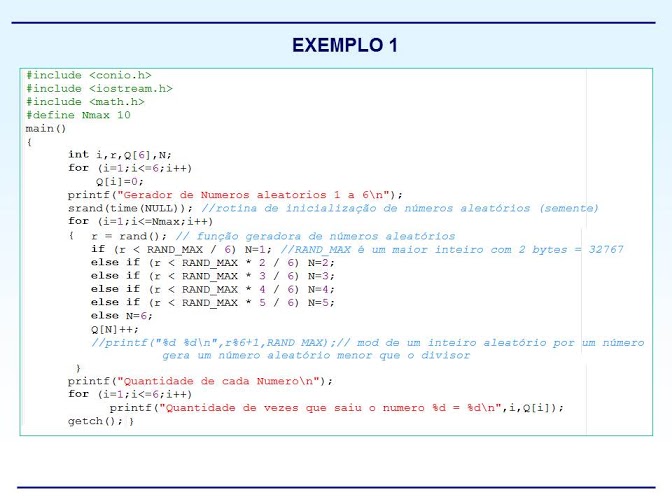 EXEMPLO 1
#include <conio.h>
#include <iostream.h>
#include <math.h>
#define Nmax 10
main()
{
int i,r,Q[6],N;
for (i=1;i<=6;i++)
Q[i]=0;
printf("Gerador de Numeros aleatorios 1 a 6\n");
srand(time(NULL)); //rotina de inicialização de números aleatórios (semente)
for (i=1;i<=Nmax;i++)
{ r = rand(); // função geradora de números aleatórios
if (r < RAND_MAX / 6) N=1; //RAND_MAX é um maior inteiro com 2 bytes = 32767
else if (r < RAND_MAX * 2 / 6) N=2;
else if (r < RAND_MAX * 3 / 6) N=3;
else if (r < RAND_MAX * 4 / 6) N=4;
else if (r < RAND_MAX * 5 / 6) N=5;
else N=6;
Q[N]++;
//printf("%d %d\n",r%6+1,RAND MAX);// mod de um inteiro aleatório por um número
gera um número aleatório menor que o divisor
}
printf("Quantidade de cada Numero\n");
for (i=1;i<=6;i++)
printf("Quantidade de vezes que saiu o numero %d = %d\n",i,Q[i]);
getch(); }